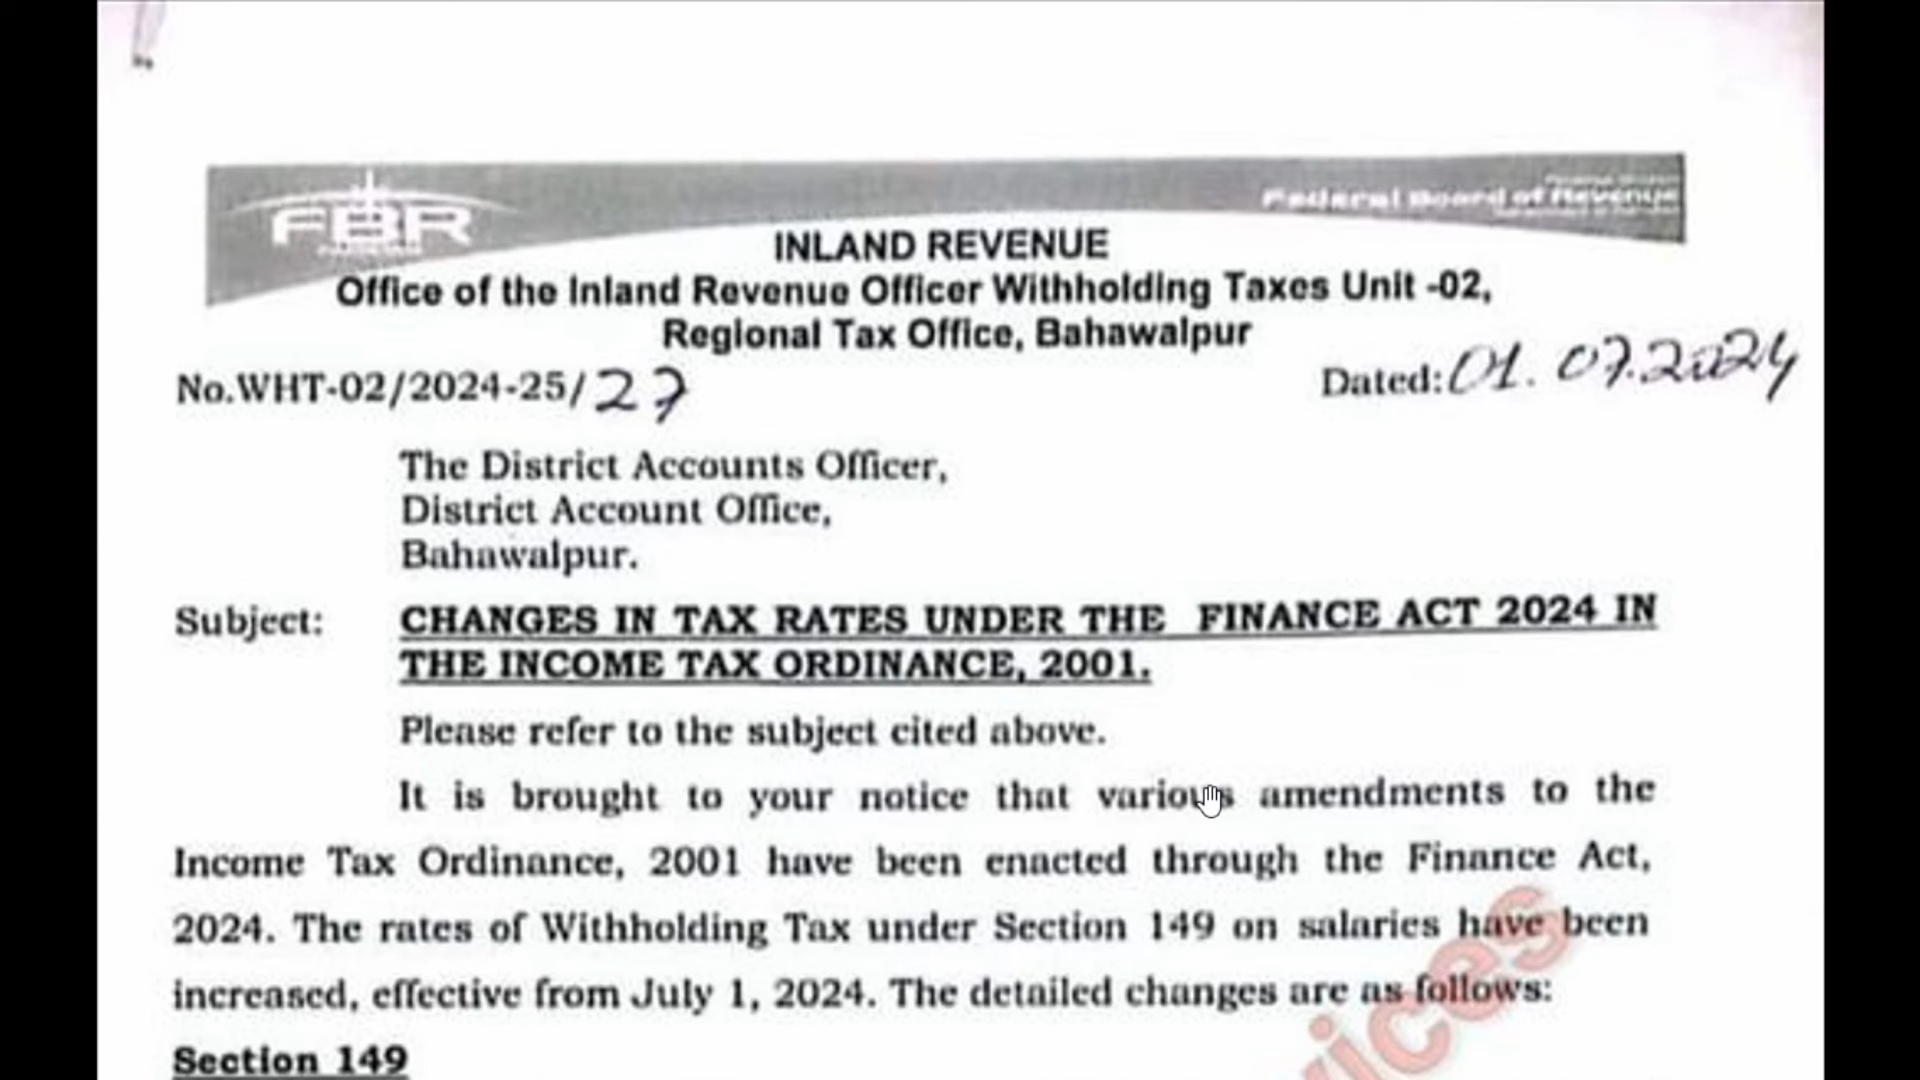 FBR
Federal Board of Revenue
INLAND REVENUE
Office of the Inland Revenue Officer Withholding Taxes Unit -02,
Regional Tax Office, Bahawalpur
No.WHT-02/2024-25/27
Dated: 01.07.2024
The District Accounts Officer,
District Account Office,
Bahawalpur.
Subject: CHANGES IN TAX RATES UNDER THE FINANCE ACT 2024 IN
THE INCOME TAX ORDINANCE, 2001.
Please refer to the subject cited above.
It is brought to your notice that various amendments to the
Income Tax Ordinance, 2001 have been enacted through the Finance Act,
2024. The rates of Withholding Tax under Section 149 on salaries have been
increased, effective from July 1, 2024. The detailed changes are as follows:
Section 149